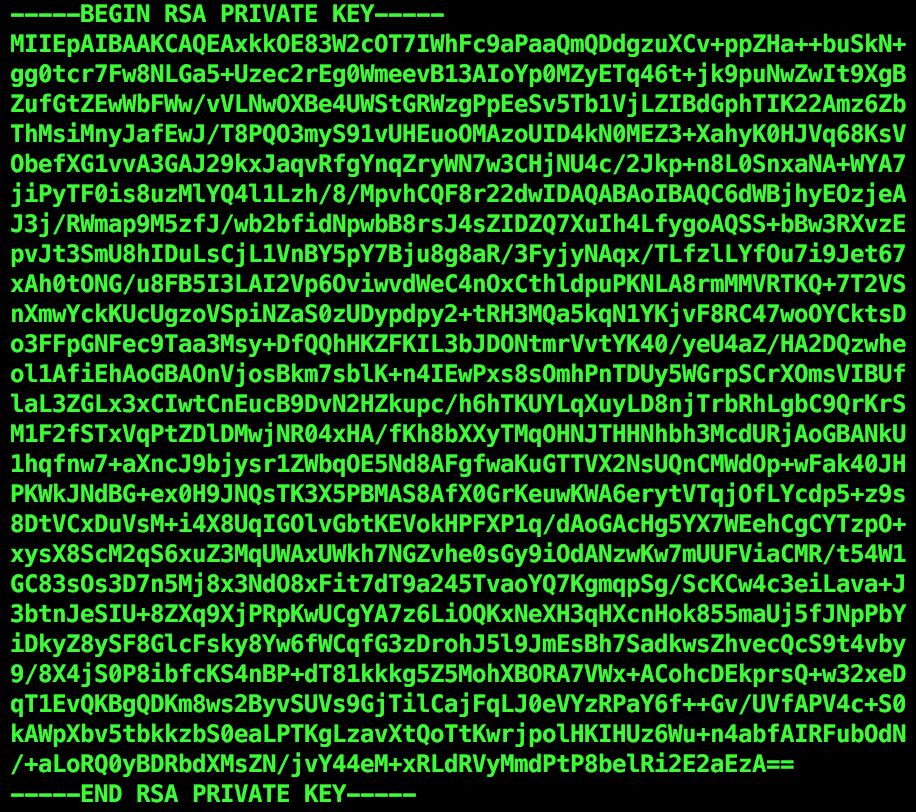 -----BEGIN RSA PRIVATE KEY-----
MIIEpAIBAAKCAQEAxkkOE83W2cOT7IWhFc9aPaaQmQDdgzuXCv+ppZHa++buSkN+
gg0tcr7Fw8NLGa5+Uzec2rEg0WmeevB13AIoYp0MZyETq46t+jk9puNwZwIt9XgB
ZufGtZEwWbFWw/vVLNwOXBe4UWStGRWzgPpEeSv5Tb1VjLZIBdGphTIK22Amz6Zb
ThMsiMnyJafEwJ/T8PQO3myS91vUHEuoOMAzoUID4kN0MEZ3+XahyK0HJVq68KsV
ObefXG1vvA3GAJ29kxJaqvRfgYnqZryWN7w3CHjNU4c/2Jkp+n8L0SnxaNA+WYA7
jiPyTF0is8uzMlYQ4l1Lzh/8/MpvhCQF8r22dwIDAQABAoIBAQC6dWBjhyEOzjeA
J3j/RWmap9M5zfJ/wb2bfidNpwbB8rsJ4sZIDZQ7XuIh4LfygoAQSS+bBw3RXvzE
pvJt3SmU8hIDuLsCjL1VnBY5pY7Bju8g8aR/3FyjyNAqx/TLfzlLYfOu7i9Jet67
xAh0tONG/u8FB5I3LAI2Vp6OviwvdWeC4nOxCthldpuPKNLA8rmMMVRTKQ+7T2VS
nXmwYckKUcUgzoVSpiNZaS0zUDypdpy2+tRH3MQa5kqN1YKjvF8RC47woOYCktsD
o3FFpGNFec9Taa3Msy+DfQQhHKZFKIL3bJDONtmrVvtYK40/yeU4aZ/HA2DQzwhe
ol1AfiEhAoGBAOnVjosBkm7sblK+n4IEwPxs8sOmhPnTDUy5WGrpSCrXOmsVIBUf
laL3ZGLx3xCIwtCnEucB9DvN2HZkupc/h6hTKUYLqXuyLD8njTrbRhLgbC9QrKrS
M1F2fSTxVqPtZDlDMwjNR04xHA/fKh8bXXyTMqOHNJTHHNhbh3McdURjAoGBANkU
1hqfnw7+aXncJ9bjysr1ZWbqOE5Nd8AFgfwaKuGTTVX2NsUQnCMWdOp+wFak40JH
PKWkJNdBG+ex0H9JNQsTK3X5PBMAS8AfX0GrKeuwKWA6erytVTqjOfLYcdp5+z9s
8DtVCxDuVsM+i4X8UqIGOlvGbtKEVokHPFXP1q/dAoGAcHg5YX7WEehCgCYTzpO+
xysX8ScM2qS6xuZ3MqUWAxUWkh7NGZvhe0sGy9iOdANzwKw7mUUFViaCMR/t54W1
GC83sOs3D7n5Mj8x3NdO8xFit7dT9a245TvaoYQ7KgmqpSg/ScKCw4c3eiLava+J
3btnJeSIU+8ZXq9XjPRpKwUCgYA7z6LiOQKxNeXH3qHXcnHok855maUj5fJNpPbY
iDkyZ8ySF8GlcFsky8Yw6fWCqfG3zDrohJ5l9JmEsBh7SadkwsZhvecQcS9t4vby
9/8X4jS0P8ibfcKS4nBP+dT81kkkg5Z5MohXBORA7VWx+ACohcDEkprsQ+w32xeD
qT1EvQKBgQDKm8ws2ByvSUVs9GjTilCajFqLJ0eVYzRPaY6f++Gv/UVfAPV4c+S0
kAWpXbv5tbkkzbS0eaLPTKgLzavXtQoTtKwrjpolHKIHUz6Wu+n4abfAIRFubOdN
/+aLoRQ0yBDRbdXMsZN/jvY44eM+xRLdRVyMmdPtP8belRi2E2aEzA==
-----END RSA PRIVATE KEY-----